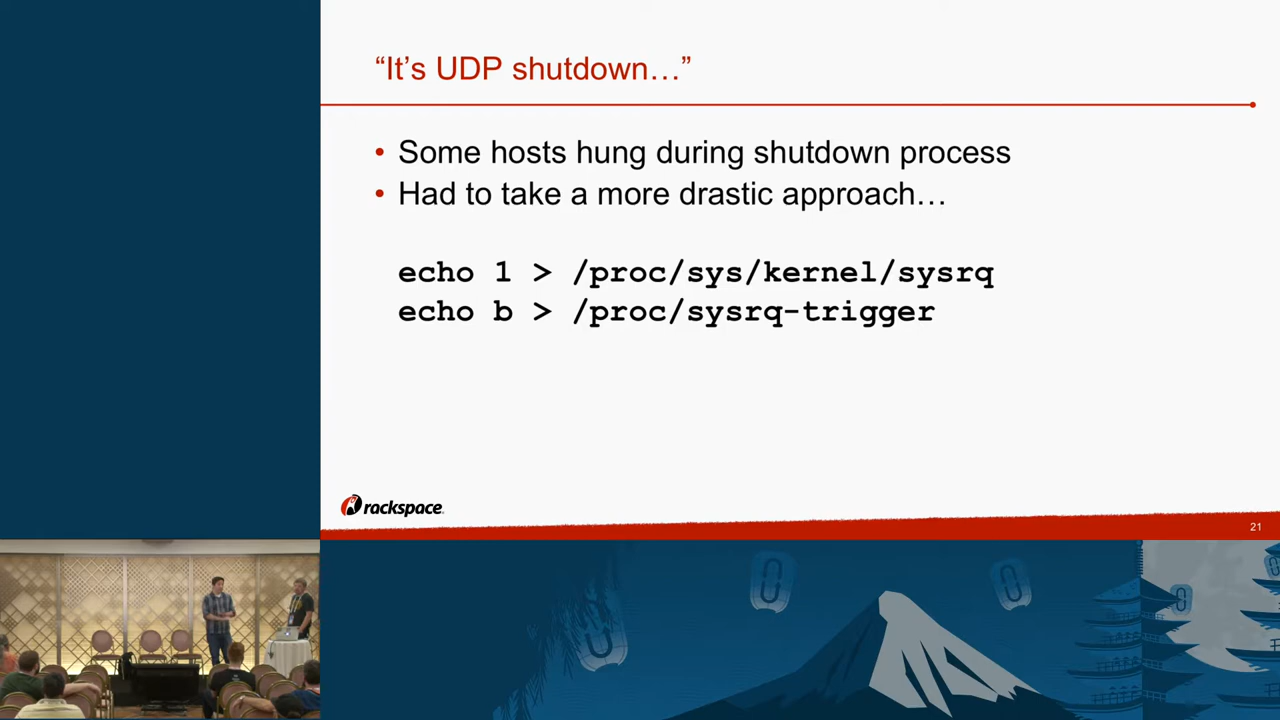 “It’s UDP shutdown…”
• Some hosts hung during shutdown process
• Had to take a more drastic approach…
echo 1 > /proc/sys/kernel/sysrq
echo b > /proc/sysrq-trigger
rackspace
21